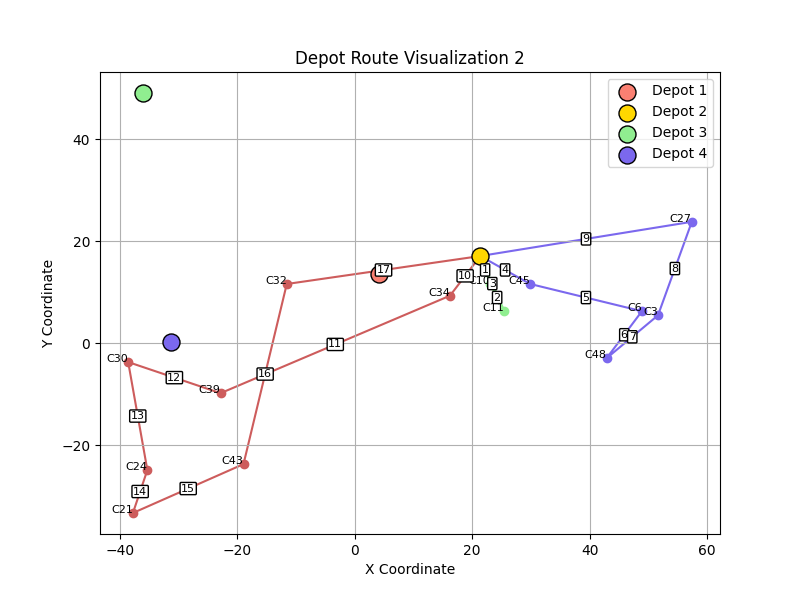 Depot Route Visualization 2
Depot 1
Depot 2
Depot 3
Depot 4
Y Coordinate
40
20
0
−20
C27
9
C32
17
10
1
4
C10
3
C45
8
C34
2
5
C11
C6
C3
11
6
7
C48
C30
12
16
C39
13
C43
C24
14
15
C21
−40
−20
0
20
40
60
X Coordinate